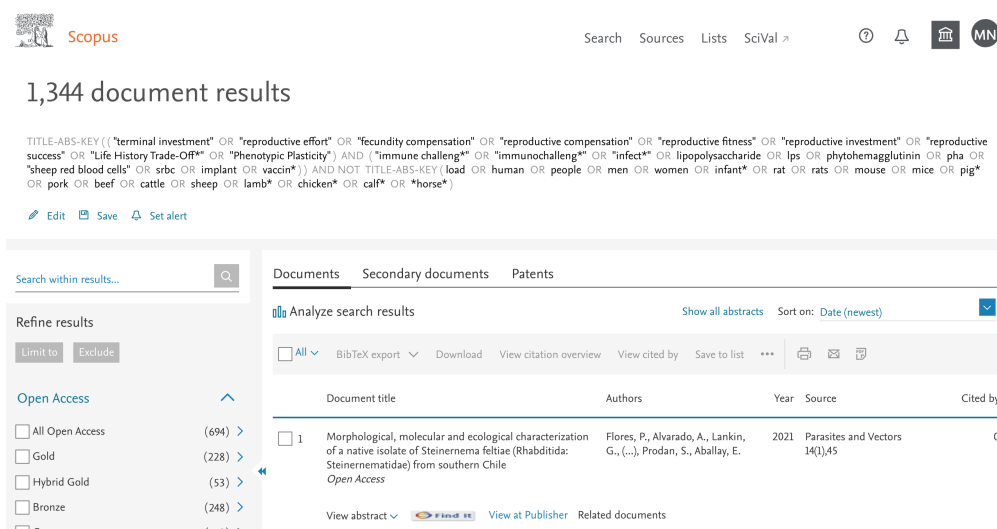 Scopus
Search Sources Lists SciVal ↗ MN
1,344 document results
TITLE-ABS-KEY ( ( "terminal investment" OR "reproductive effort" OR "fecundity compensation" OR "reproductive compensation" OR "reproductive fitness" OR "reproductive investment" OR "reproductive
success" OR "Life History Trade-Off*" OR "Phenotypic Plasticity" ) AND ( "immune challeng*" OR "immunochalleng*" OR "infect*" OR lipopolysaccharide OR lps OR phytohemagglutinin OR pha OR
"sheep red blood cells" OR srbc OR implant OR vaccin* ) ) AND NOT TITLE-ABS-KEY ( load OR human OR people OR men OR women OR infant* OR rat OR rats OR mouse OR mice OR pig*
OR pork OR beef OR cattle OR sheep OR lamb* OR chicken* OR calf* OR *horse* )
Edit Save Set alert
Search within results...
Documents Secondary documents Patents
Analyze search results
Show all abstracts Sort on: Date (newest)
Refine results
Limit to Exclude
All BibTeX export Download View citation overview View cited by Save to list •••
Open Access
Document title Authors Year Source Cited by
All Open Access (694)
Gold (228)
Hybrid Gold (53)
Bronze (248)
1 Morphological, molecular and ecological characterization
of a native isolate of Steinernema feltiae (Rhabditida:
Steinernematidae) from southern Chile
Open Access
Flores, P., Alvarado, A., Lankin,
G., (...), Prodan, S., Aballay, E.
2021 Parasites and Vectors
14(1),45
0
View abstract Find it View at Publisher Related documents